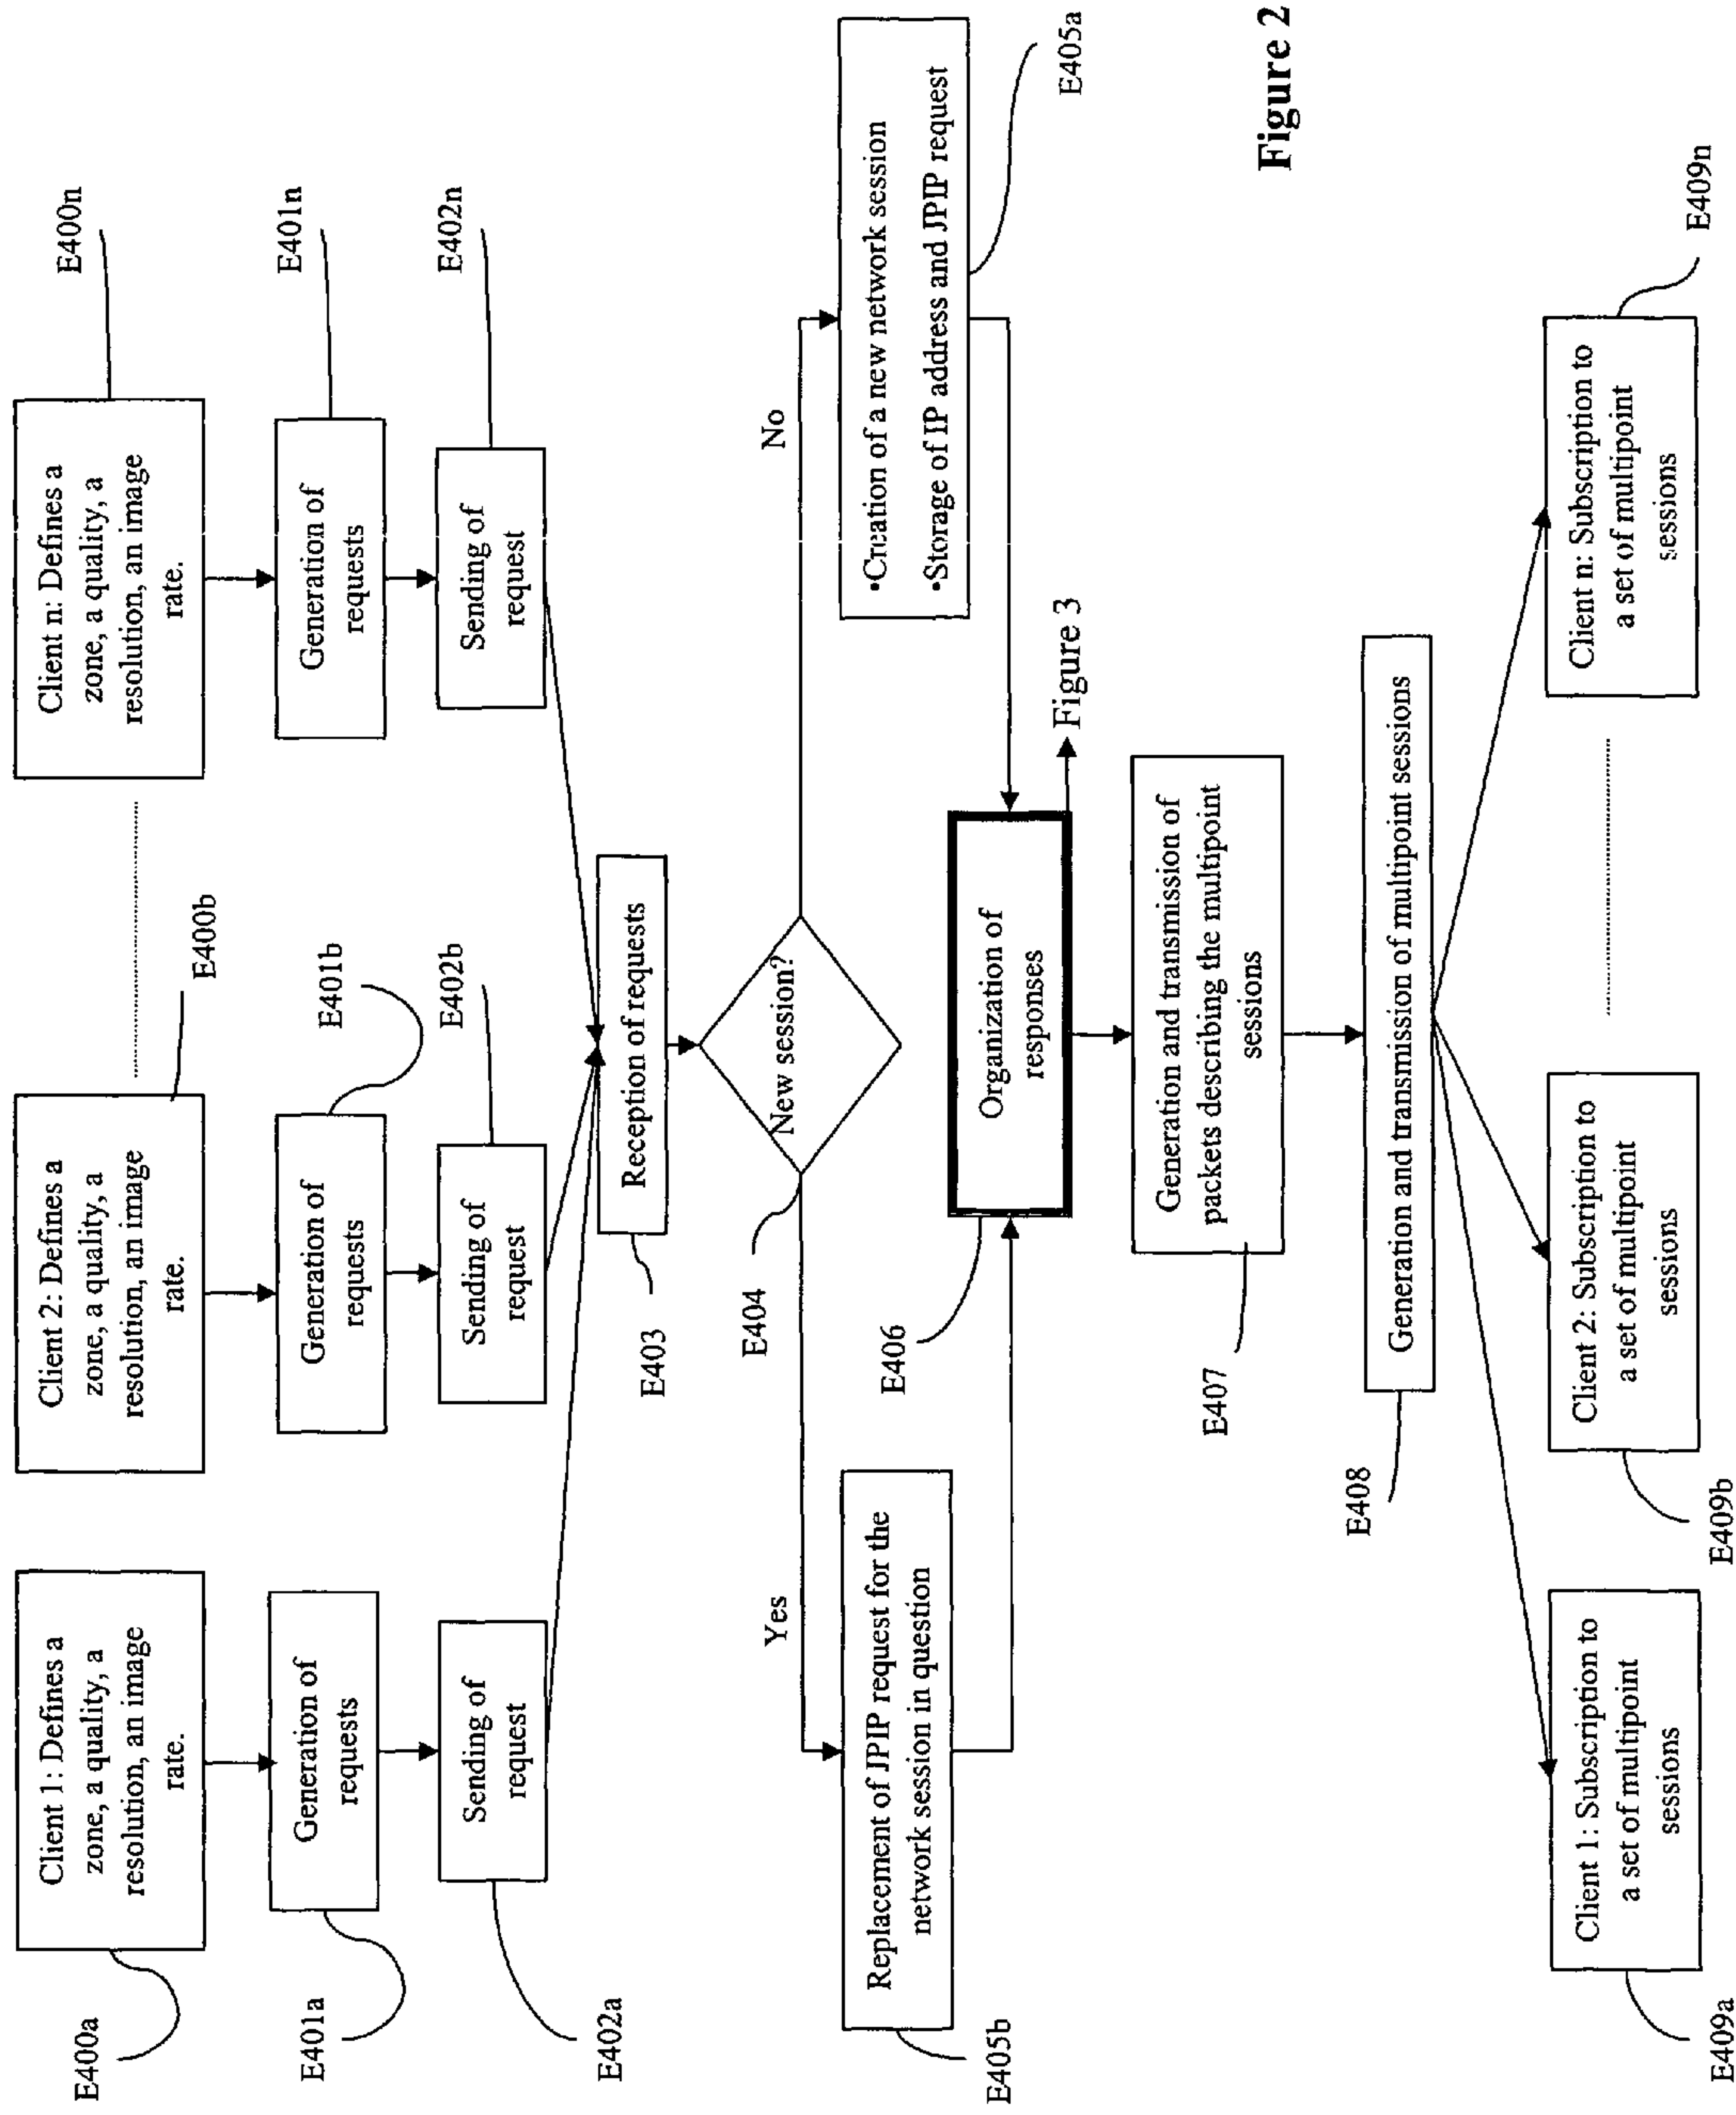 E400a
Client 1: Defines a
zone, a quality, a
resolution, an image
rate.
Client 2: Defines a
zone, a quality, a
resolution, an image
rate.
E400b
Client n: Defines a
zone, a quality, a
resolution, an image
rate.
E400n
E401a
Generation of
requests
Generation of
requests
E401b
Generation of
requests
E401n
E402a
Sending of
request
Sending of
request
E402b
Sending of
request
E402n
E403
Reception of requests
E404
New session?
Yes
No
E405b
Replacement of JPIP request for the
network session in question
•Creation of a new network session
•Storage of IP address and JPIP request
E405a
E406
Organization of
responses
Figure 3
E407
Generation and transmission of
packets describing the multipoint
sessions
E408
Generation and transmission of multipoint sessions
E409a
Client 1: Subscription to
a set of multipoint
sessions
E409b
Client 2: Subscription to
a set of multipoint
sessions
Client n: Subscription to
a set of multipoint
sessions
E409n
Figure 2